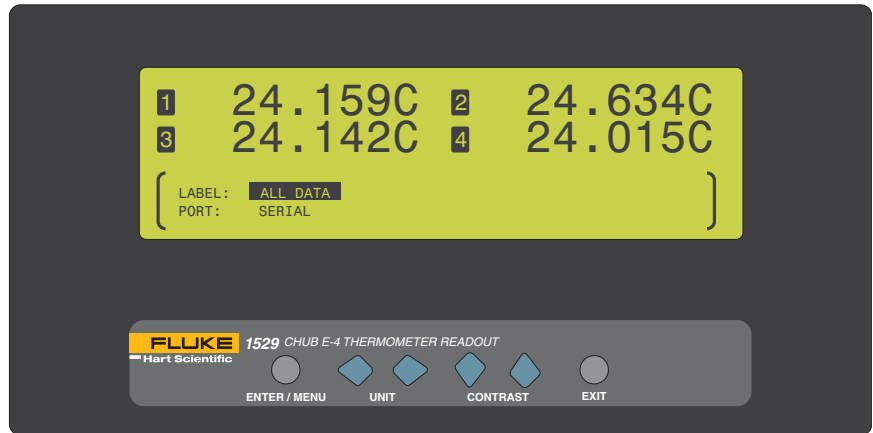 1 24.159C 2 24.634C
3 24.142C 4 24.015C
LABEL: ALL DATA
PORT: SERIAL
FLUKE 1529 CHUB E-4 THERMOMETER READOUT
Hart Scientific
ENTER / MENU UNIT CONTRAST EXIT